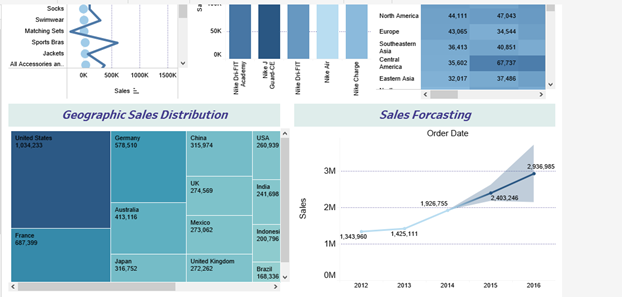 Socks
Swimwear
Matching Sets
Sports Bras
Jackets
All Accessories an..
0K 500K 1000K 1500K
Sales
50K
0K
Nike Dri-FIT Academy
Nike J Guard-CE
Nike Dri-FIT
Nike Air
Nike Charge
North America 44,111 47,043
Europe 43,065 34,544
Southeastern Asia 36,413 40,851
Central America 35,602 67,737
Eastern Asia 32,017 37,486
Geographic Sales Distribution
United States
1,034,233
France
687,399
Germany
578,510
Australia
413,116
Japan
316,752
China
315,974
UK
274,569
Mexico
273,062
United Kingdom
272,262
USA
260,939
India
241,698
Indonesi
200,796
Brazil
168,336
Sales Forcasting
Order Date
Sales
3M
2M
1M
0M
1,343,960
1,425,111
1,926,755
2,403,246
2,936,985
2012 2013 2014 2015 2016